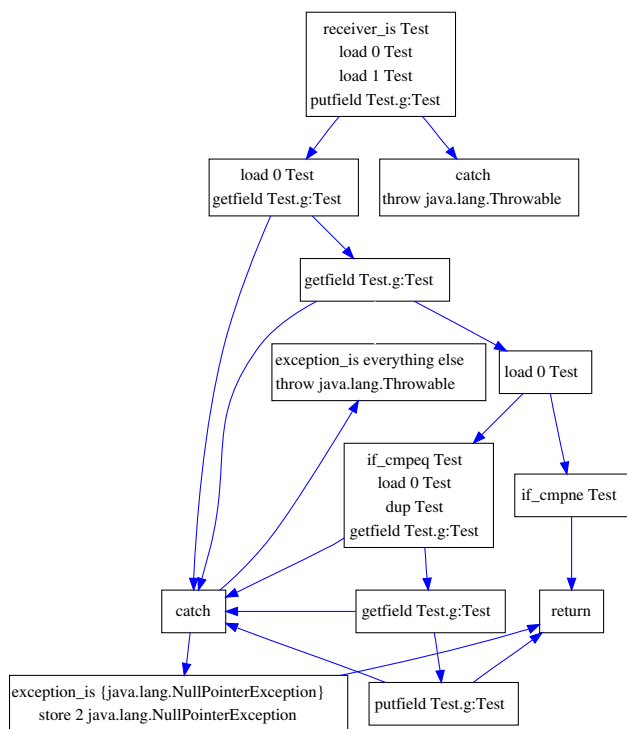 receiver_is Test
load 0 Test
load 1 Test
putfield Test.g:Test
load 0 Test
getfield Test.g:Test
catch
throw java.lang.Throwable
getfield Test.g:Test
exception_is everything else
throw java.lang.Throwable
load 0 Test
if_cmpeq Test
load 0 Test
dup Test
getfield Test.g:Test
if_cmpne Test
catch
getfield Test.g:Test
return
exception_is {java.lang.NullPointerException}
store 2 java.lang.NullPointerException
putfield Test.g:Test